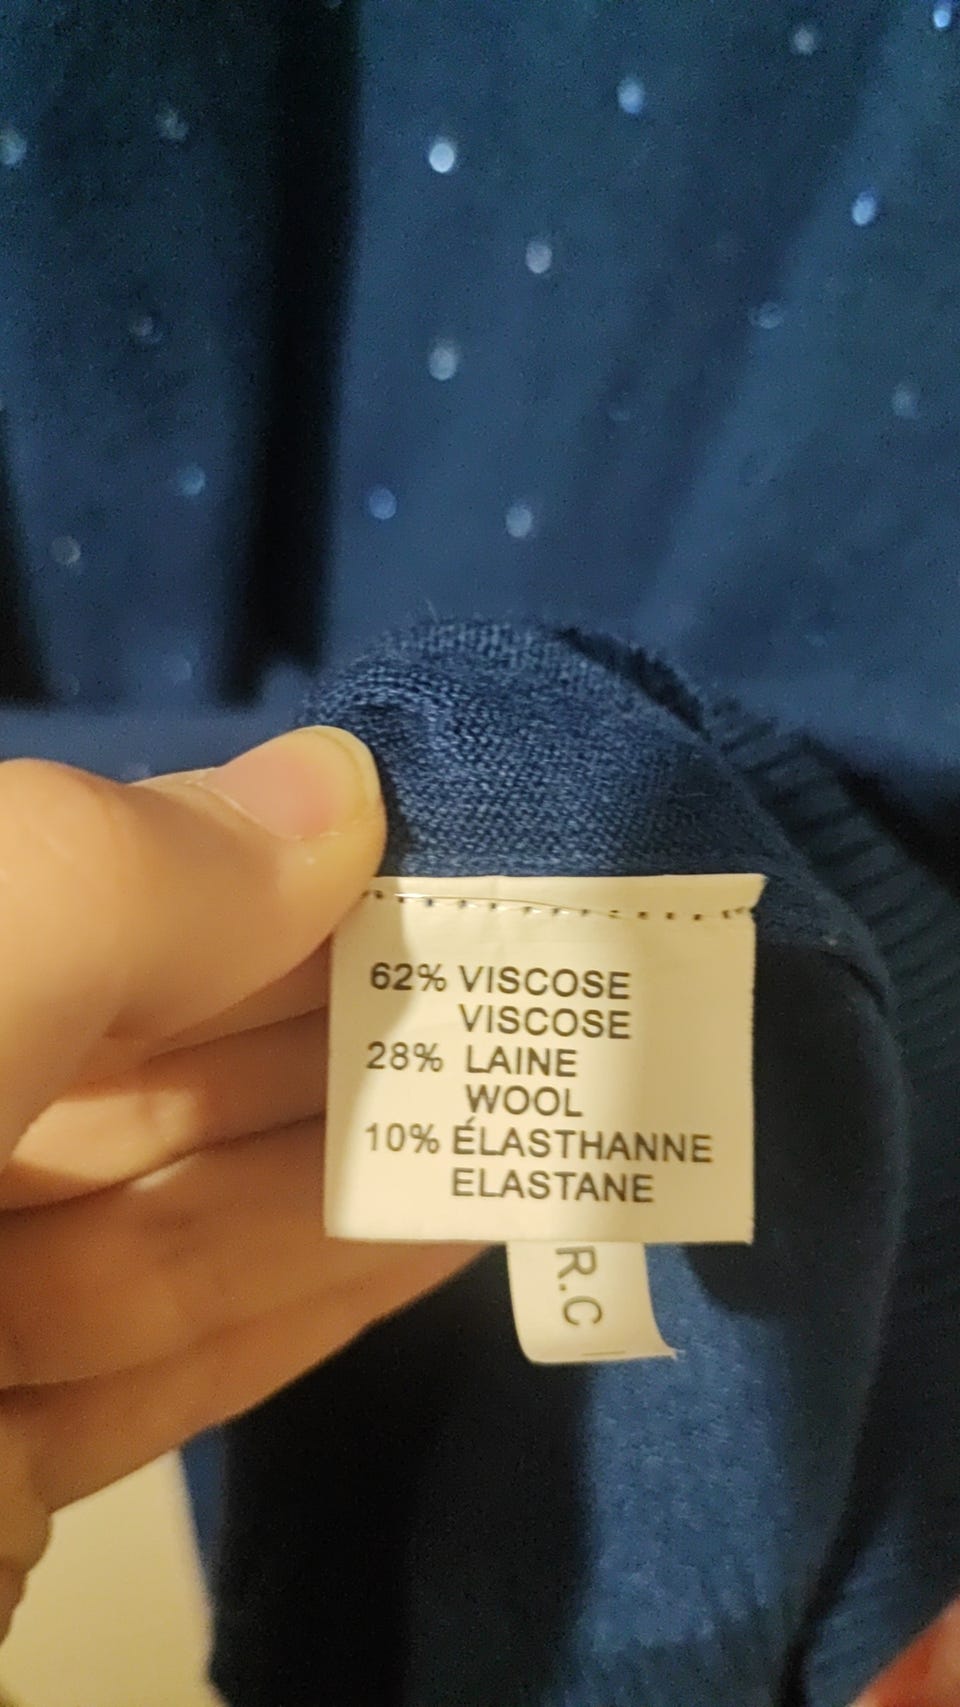 62% VISCOSE
VISCOSE
28% LAINE
WOOL
10% ÉLASTHANNE
ELASTANE
R.C